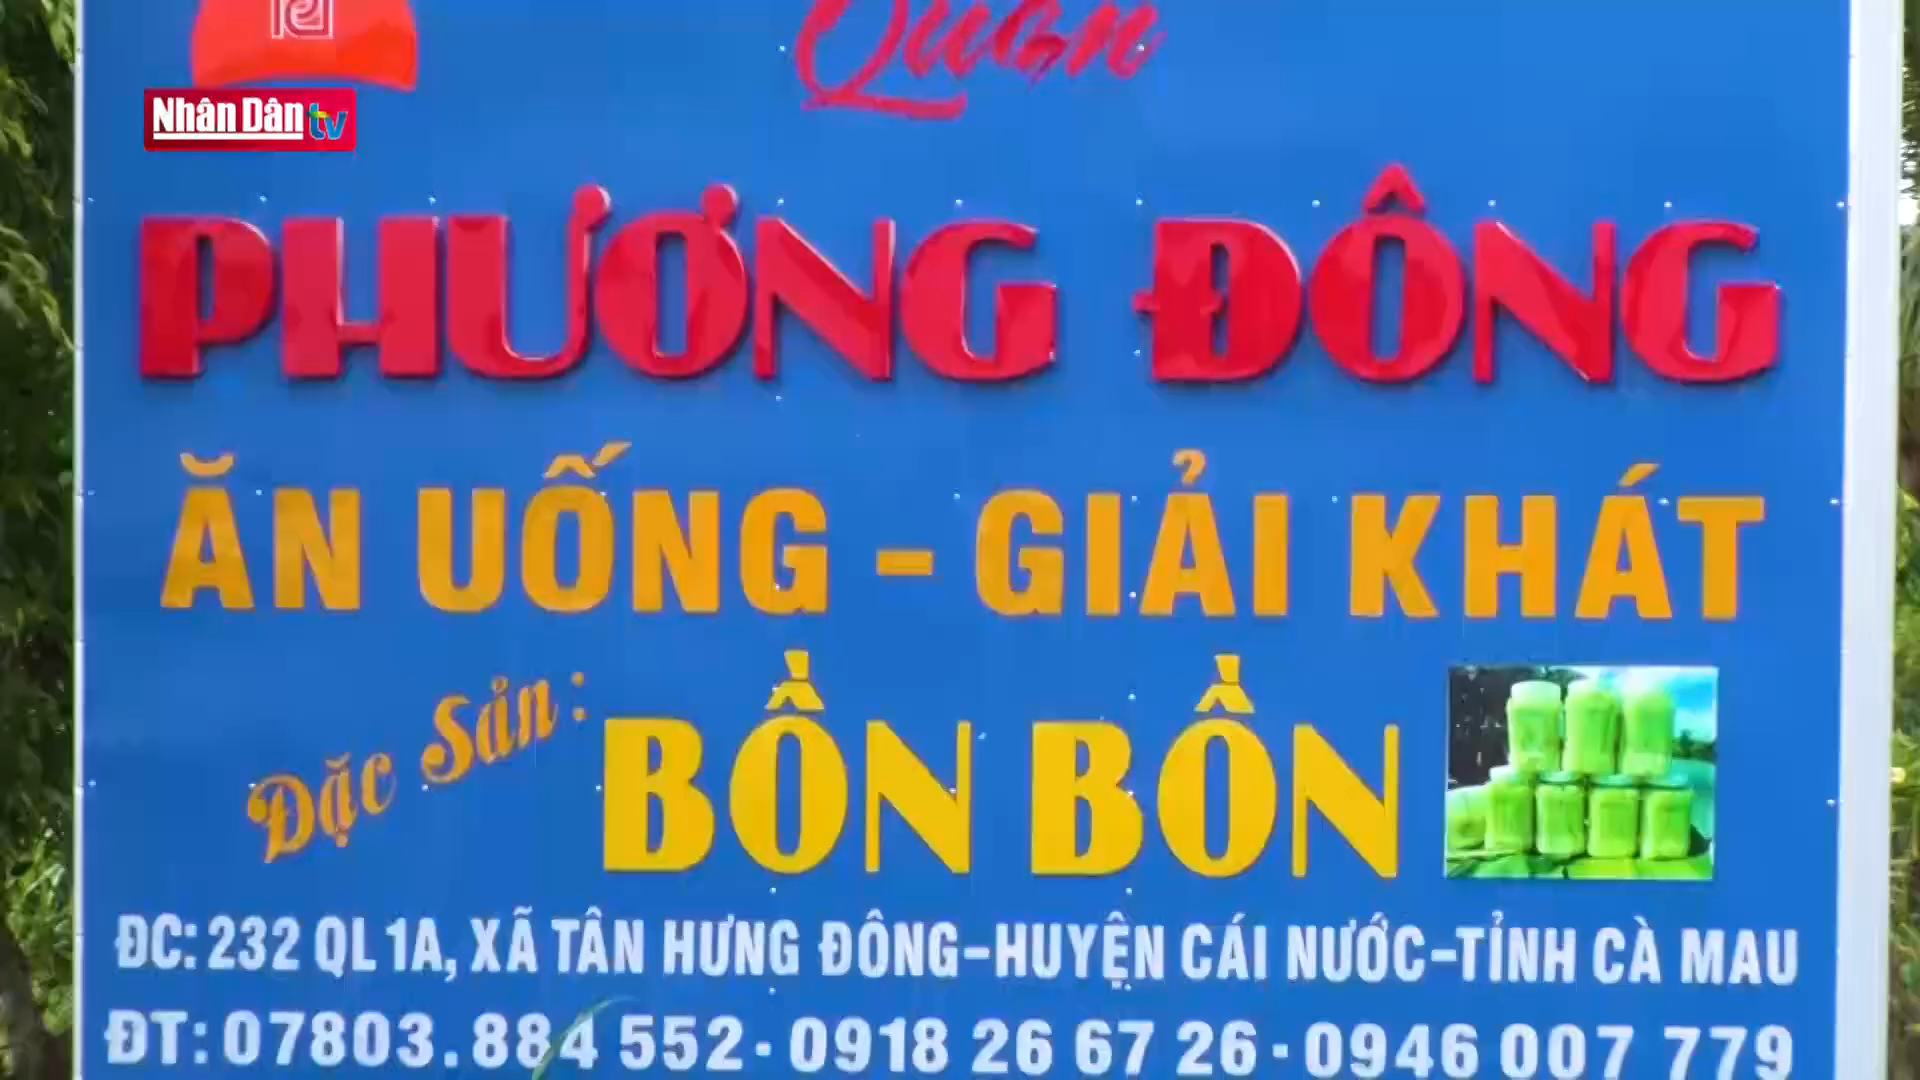 Quán
Nhân Dân tv
PHƯƠNG ĐÔNG
ĂN UỐNG - GIẢI KHÁT
Đặc Sản :
BỒN BỒN
ĐC: 232 QL 1A, XÃ TÂN HƯNG ĐÔNG-HUYỆN CÁI NƯỚC-TỈNH CÀ MAU
ĐT: 07803.884 552 - 0918 26 67 26 - 0946 007 779